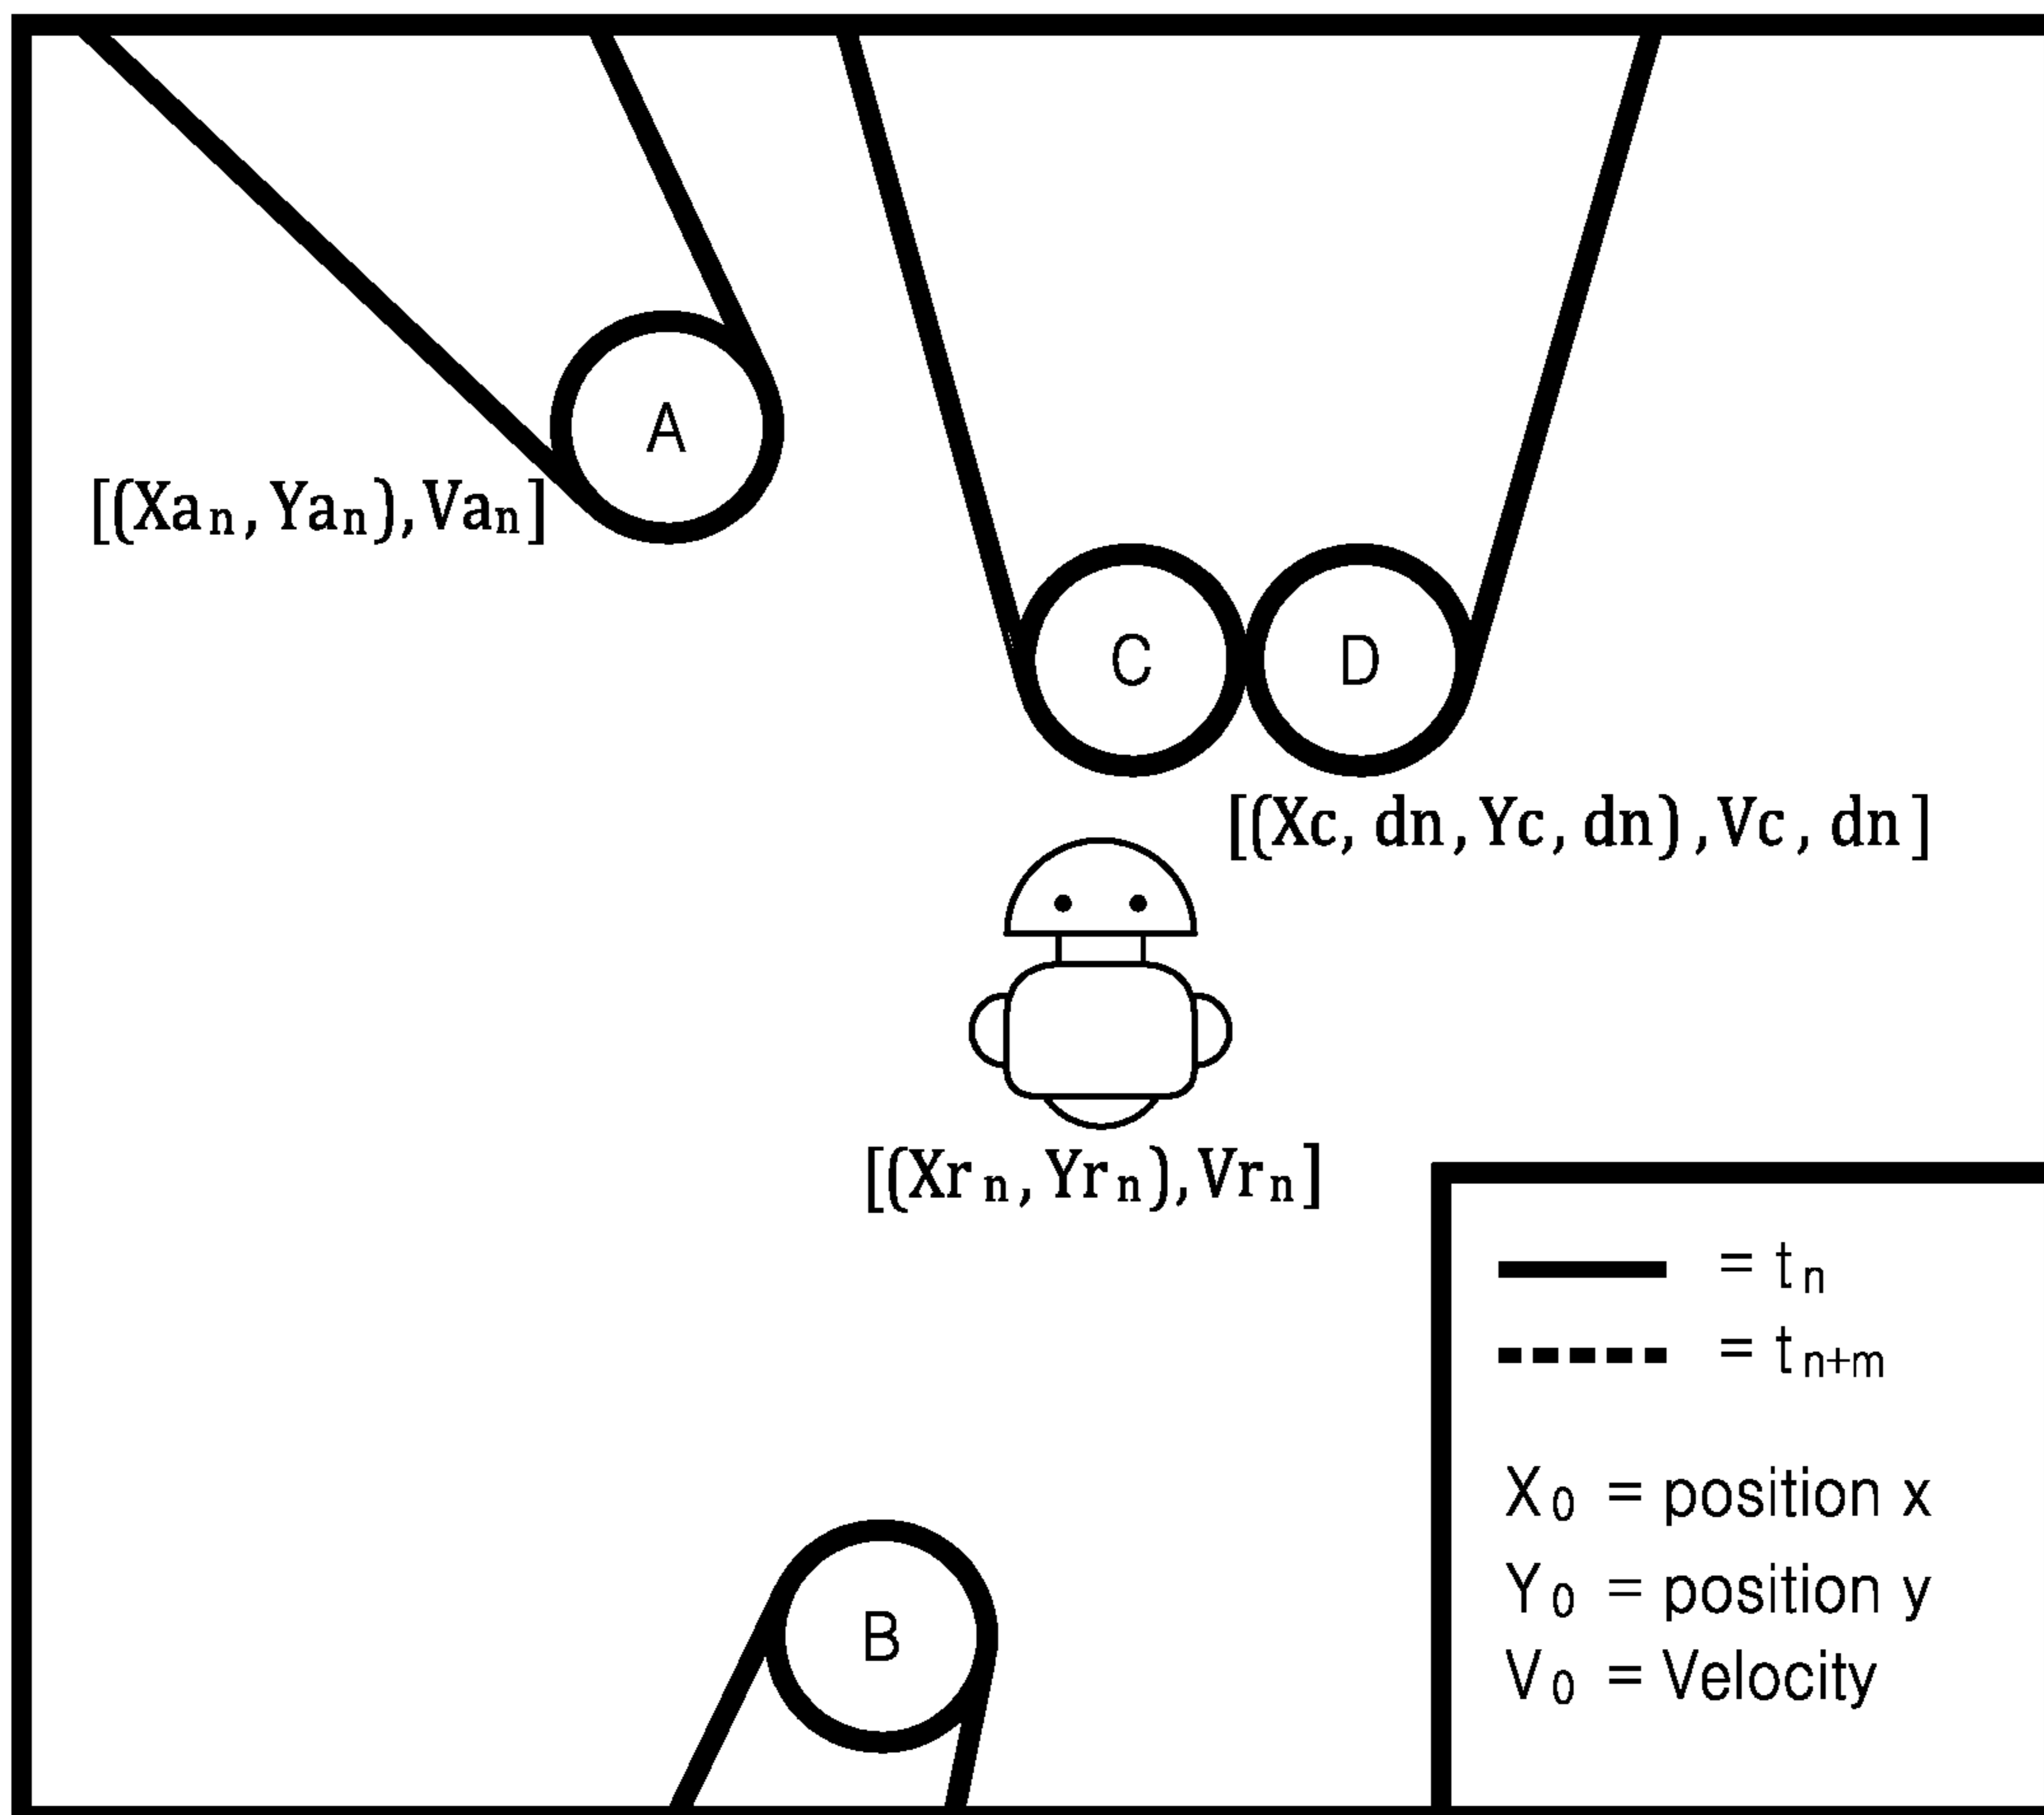 A
[(Xaₙ, Yaₙ),Vaₙ]
C
D
[(Xc, dn,Yc, dn),Vc, dn]
[(Xrₙ, Yrₙ),Vrₙ]
= tₙ
= tₙ₊ₘ
X₀ = position x
Y₀ = position y
V₀ = Velocity
B